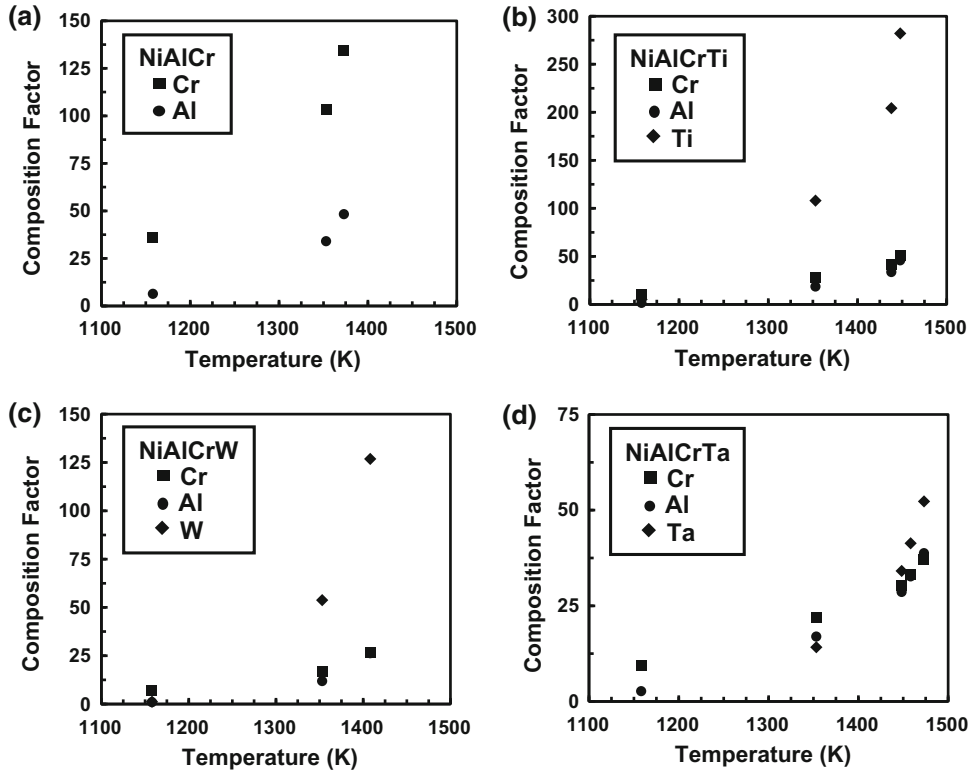 (a)
150
125
100
75
50
25
0
Composition Factor
NiAlCr
Cr
Al
1100 1200 1300 1400 1500
Temperature (K)
(b)
300
250
200
150
100
50
0
Composition Factor
NiAlCrTi
Cr
Al
Ti
1100 1200 1300 1400 1500
Temperature (K)
(c)
150
125
100
75
50
25
0
Composition Factor
NiAlCrW
Cr
Al
W
1100 1200 1300 1400 1500
Temperature (K)
(d)
75
50
25
0
Composition Factor
NiAlCrTa
Cr
Al
Ta
1100 1200 1300 1400 1500
Temperature (K)